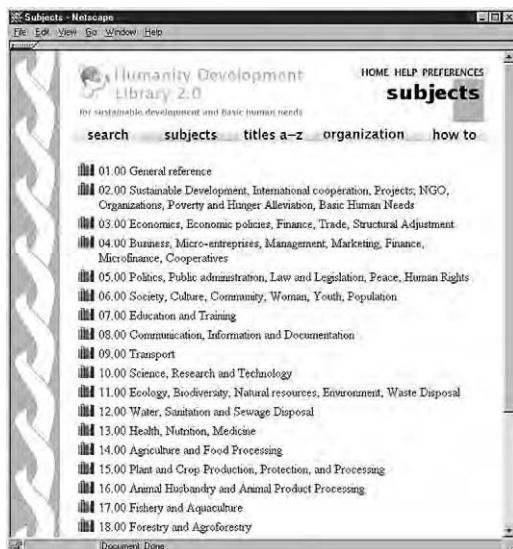 Subjects - Netscape
File Edit View Go Window Help
Humanity Development
Library 2.0
for sustainable development and basic human needs
HOME HELP PREFERENCES
subjects
search subjects titles a–z organization how to
01.00 General reference
02.00 Sustainable Development, International cooperation, Projects; NGO,
Organizations, Poverty and Hunger Alleviation, Basic Human Needs
03.00 Economics, Economic policies, Finance, Trade, Structural Adjustment
04.00 Business, Micro-entreprises, Management, Marketing, Finance,
Microfinance, Cooperatives
05.00 Politics, Public administration, Law and Legislation, Peace, Human Rights
06.00 Society, Culture, Community, Woman, Youth, Population
07.00 Education and Training
08.00 Communication, Information and Documentation
09.00 Transport
10.00 Science, Research and Technology
11.00 Ecology, Biodiversity, Natural resources, Environment, Waste Disposal
12.00 Water, Sanitation and Sewage Disposal
13.00 Health, Nutrition, Medicine
14.00 Agriculture and Food Processing
15.00 Plant and Crop Production, Protection, and Processing
16.00 Animal Husbandry and Animal Product Processing
17.00 Fishery and Aquaculture
18.00 Forestry and Agroforestry
Document: Done